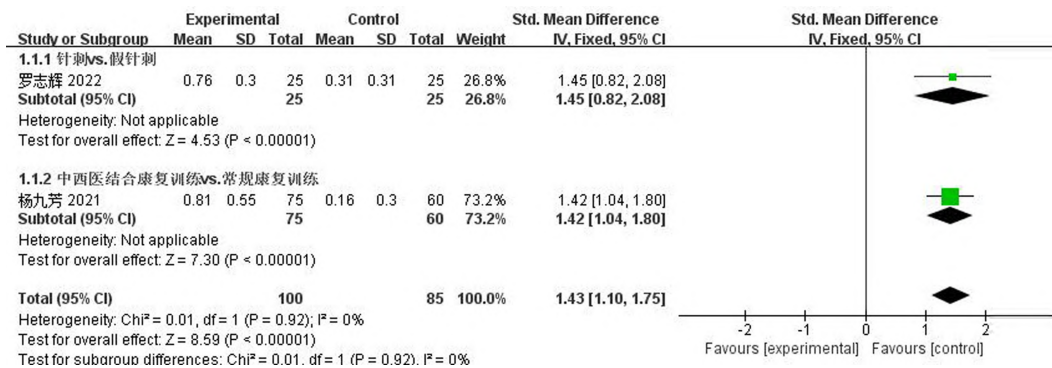 Experimental Control Std. Mean Difference Std. Mean Difference
Study or Subgroup Mean SD Total Mean SD Total Weight IV, Fixed, 95% CI IV, Fixed, 95% CI
1.1.1 针刺vs.假针刺
罗志辉 2022 0.76 0.3 25 0.31 0.31 25 26.8% 1.45 [0.82, 2.08]
Subtotal (95% CI) 25 25 26.8% 1.45 [0.82, 2.08]
Heterogeneity: Not applicable
Test for overall effect: Z = 4.53 (P < 0.00001)
1.1.2 中西医结合康复训练vs.常规康复训练
杨九芳 2021 0.81 0.55 75 0.16 0.3 60 73.2% 1.42 [1.04, 1.80]
Subtotal (95% CI) 75 60 73.2% 1.42 [1.04, 1.80]
Heterogeneity: Not applicable
Test for overall effect: Z = 7.30 (P < 0.00001)
Total (95% CI) 100 85 100.0% 1.43 [1.10, 1.75]
Heterogeneity: Chi² = 0.01, df = 1 (P = 0.92); I² = 0%
Test for overall effect: Z = 8.59 (P < 0.00001)
Test for subgroup differences: Chi² = 0.01, df = 1 (P = 0.92), I² = 0%
-2 -1 0 1 2
Favours [experimental] Favours [control]